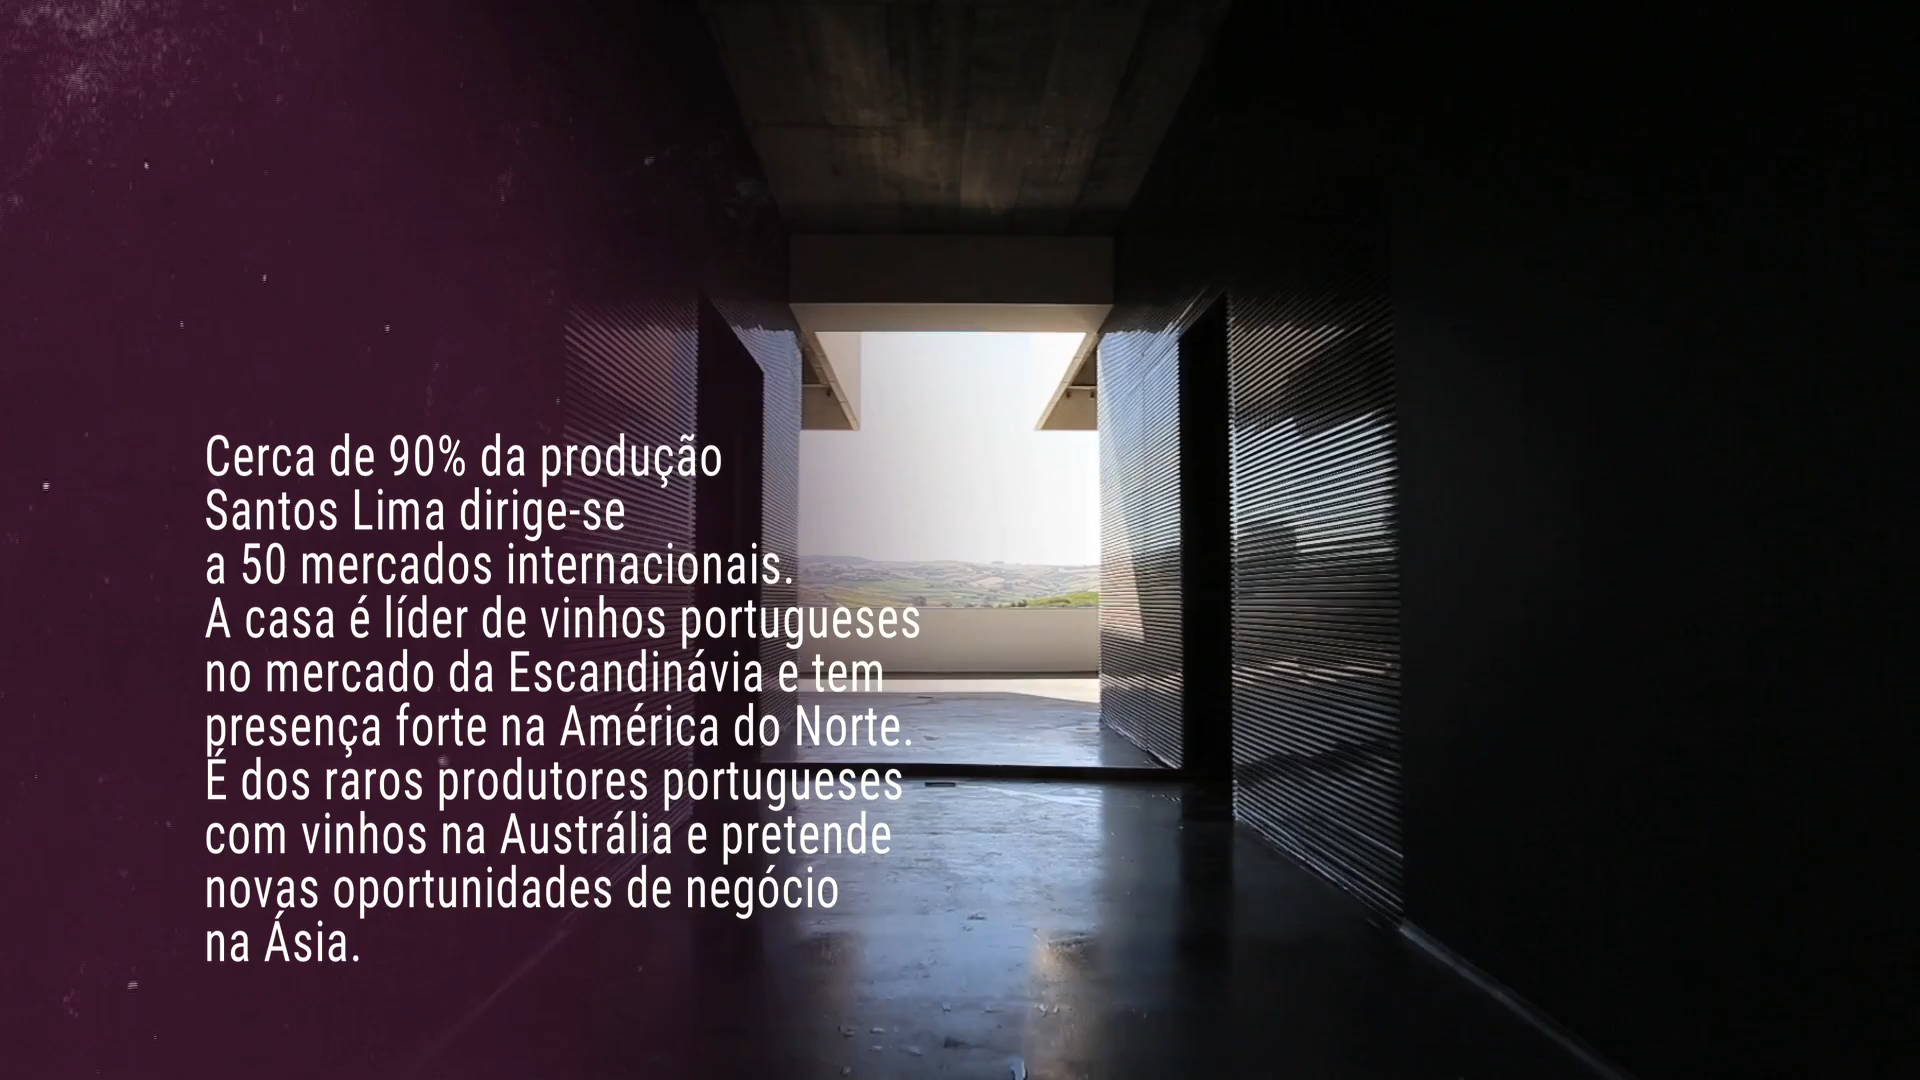 Cerca de 90% da produção
Santos Lima dirige-se
a 50 mercados internacionais.
A casa é líder de vinhos portugueses
no mercado da Escandinávia e tem
presença forte na América do Norte.
É dos raros produtores portugueses
com vinhos na Austrália e pretende
novas oportunidades de negócio
na Ásia.